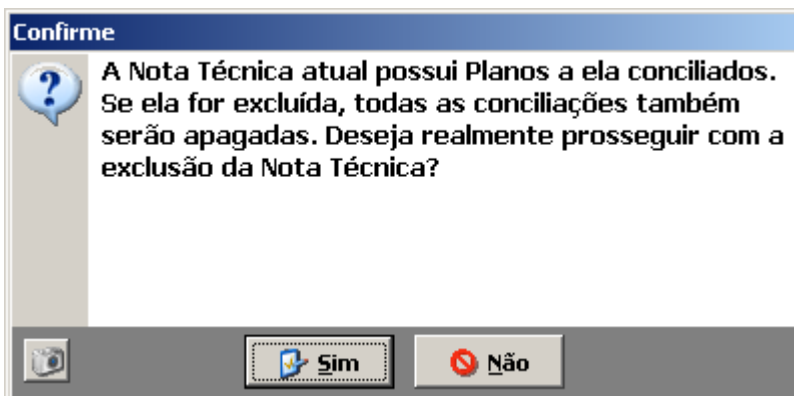 Confirme
A Nota Técnica atual possui Planos a ela conciliados.
Se ela for excluída, todas as conciliações também
serão apagadas. Deseja realmente prosseguir com a
exclusão da Nota Técnica?
Sim
Não